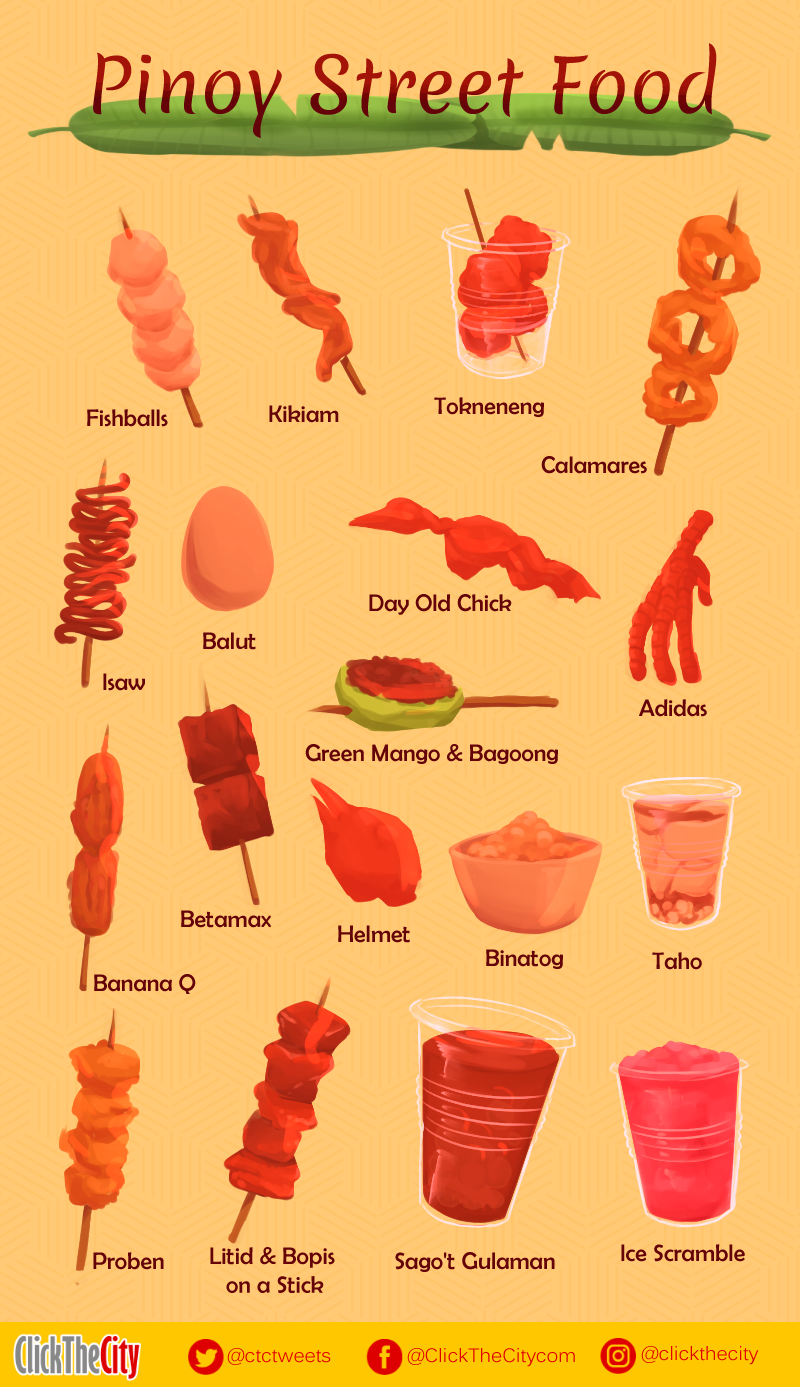 Pinoy Street Food
Fishballs
Kikiam
Tokneneng
Calamares
Isaw
Balut
Day Old Chick
Adidas
Green Mango & Bagoong
Betamax
Banana Q
Helmet
Binatog
Taho
Proben
Litid & Bopis
on a Stick
Sago't Gulaman
Ice Scramble
ClickTheCity
@ctctweets
@ClickTheCitycom
@clickthecity